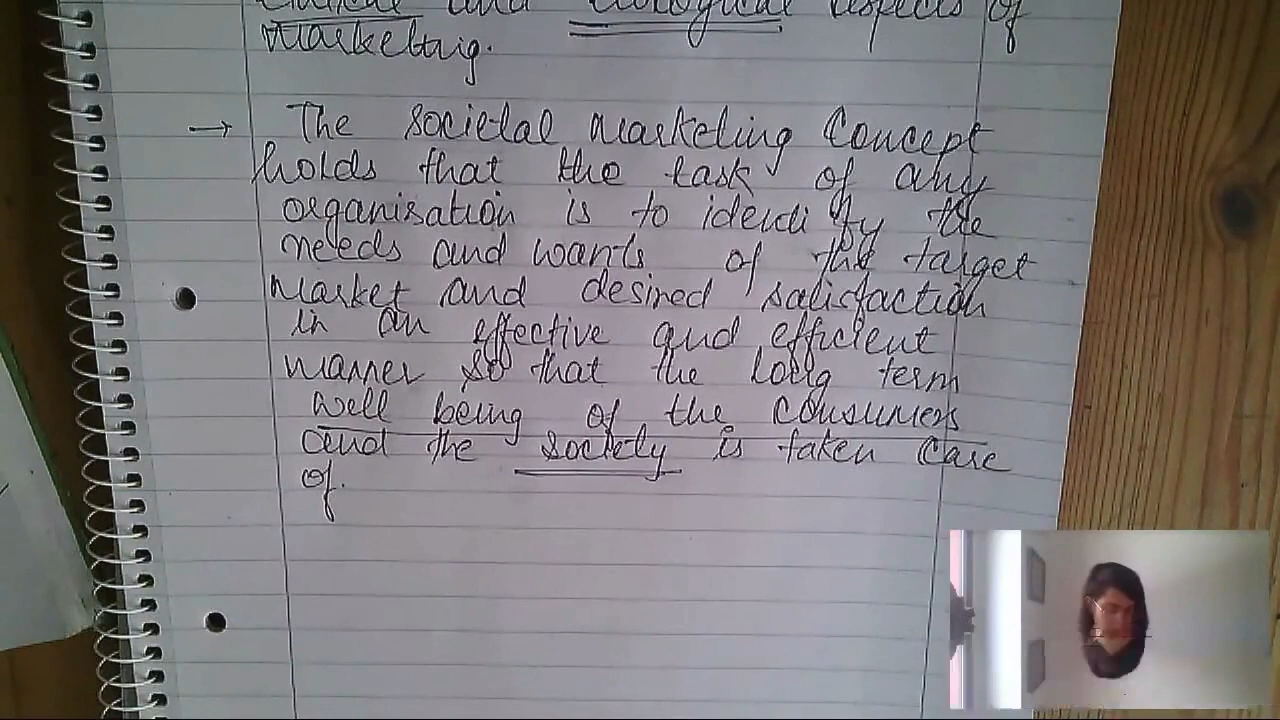 and ecological aspects of
marketing.
→ The societal marketing Concept
holds that the task of any
organisation is to identify the
needs and wants of the target
market and desired satisfaction
in an effective and efficient
manner so that the long term
well being of the consumers
and the society is taken care
of.